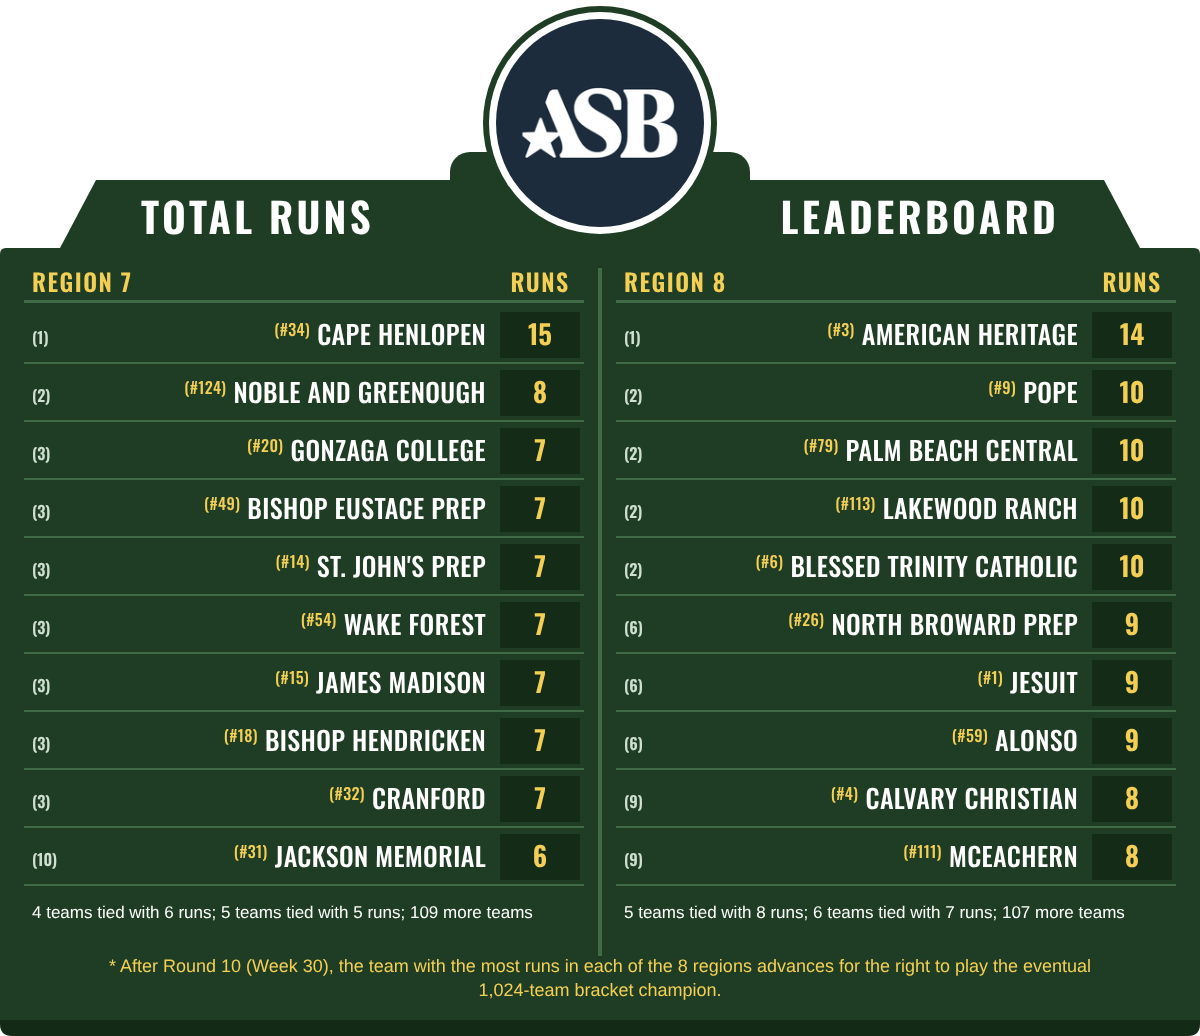 ASB
TOTAL RUNS LEADERBOARD
REGION 7 RUNS
(1) (#34) CAPE HENLOPEN 15
(2) (#124) NOBLE AND GREENOUGH 8
(3) (#20) GONZAGA COLLEGE 7
(3) (#49) BISHOP EUSTACE PREP 7
(3) (#14) ST. JOHN'S PREP 7
(3) (#54) WAKE FOREST 7
(3) (#15) JAMES MADISON 7
(3) (#18) BISHOP HENDRICKEN 7
(3) (#32) CRANFORD 7
(10) (#31) JACKSON MEMORIAL 6
4 teams tied with 6 runs; 5 teams tied with 5 runs; 109 more teams
REGION 8 RUNS
(1) (#3) AMERICAN HERITAGE 14
(2) (#9) POPE 10
(2) (#79) PALM BEACH CENTRAL 10
(2) (#113) LAKEWOOD RANCH 10
(2) (#6) BLESSED TRINITY CATHOLIC 10
(6) (#26) NORTH BROWARD PREP 9
(6) (#1) JESUIT 9
(6) (#59) ALONSO 9
(9) (#4) CALVARY CHRISTIAN 8
(9) (#111) MCEACHERN 8
5 teams tied with 8 runs; 6 teams tied with 7 runs; 107 more teams
* After Round 10 (Week 30), the team with the most runs in each of the 8 regions advances for the right to play the eventual
1,024-team bracket champion.